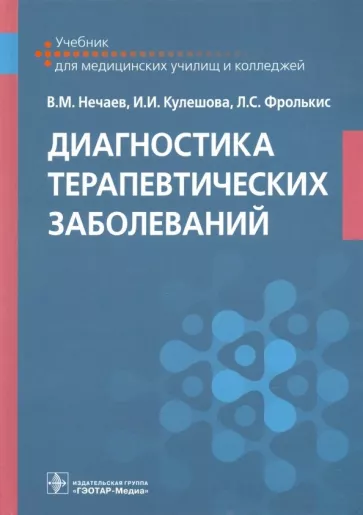 Учебник
для медицинских училищ и колледжей
В.М. Нечаев, И.И. Кулешова, Л.С. Фролькис
ДИАГНОСТИКА
ТЕРАПЕВТИЧЕСКИХ
ЗАБОЛЕВАНИЙ
ИЗДАТЕЛЬСКАЯ ГРУППА
«ГЭОТАР-Медиа»